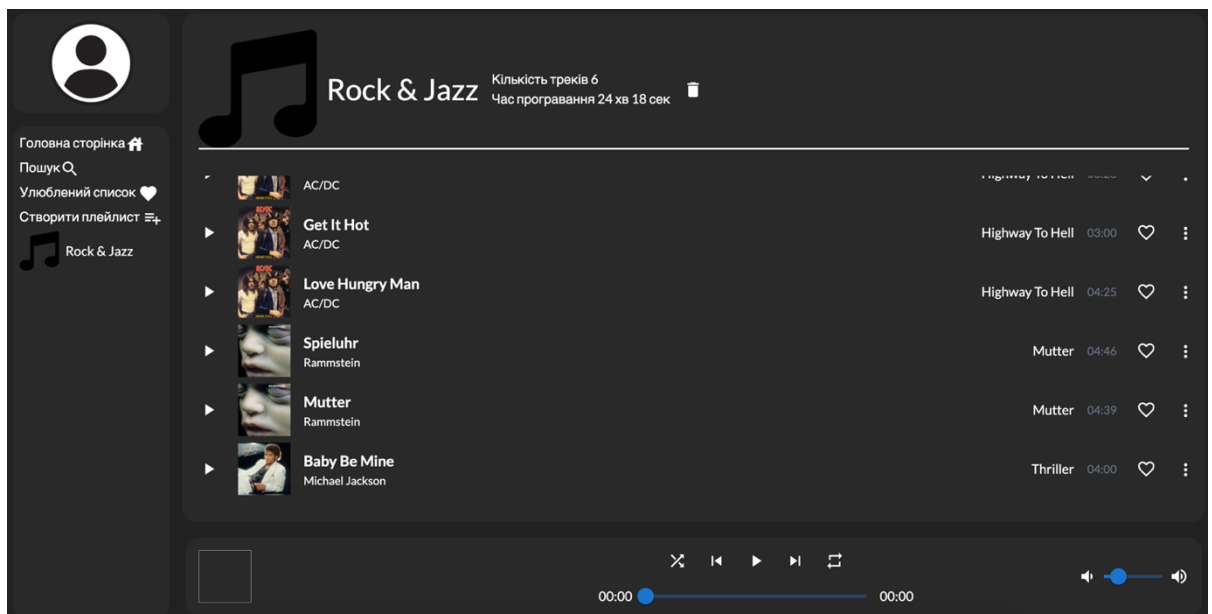 Rock & Jazz
Кількість треків 6
Час програвання 24 хв 18 сек
Головна сторінка
Пошук
Улюблений список
Створити плейлист
Rock & Jazz
AC/DC
Highway To Hell
Get It Hot
AC/DC
Highway To Hell 03:00
Love Hungry Man
AC/DC
Highway To Hell 04:25
Spieluhr
Rammstein
Mutter 04:46
Mutter
Rammstein
Mutter 04:39
Baby Be Mine
Michael Jackson
Thriller 04:00
00:00 00:00